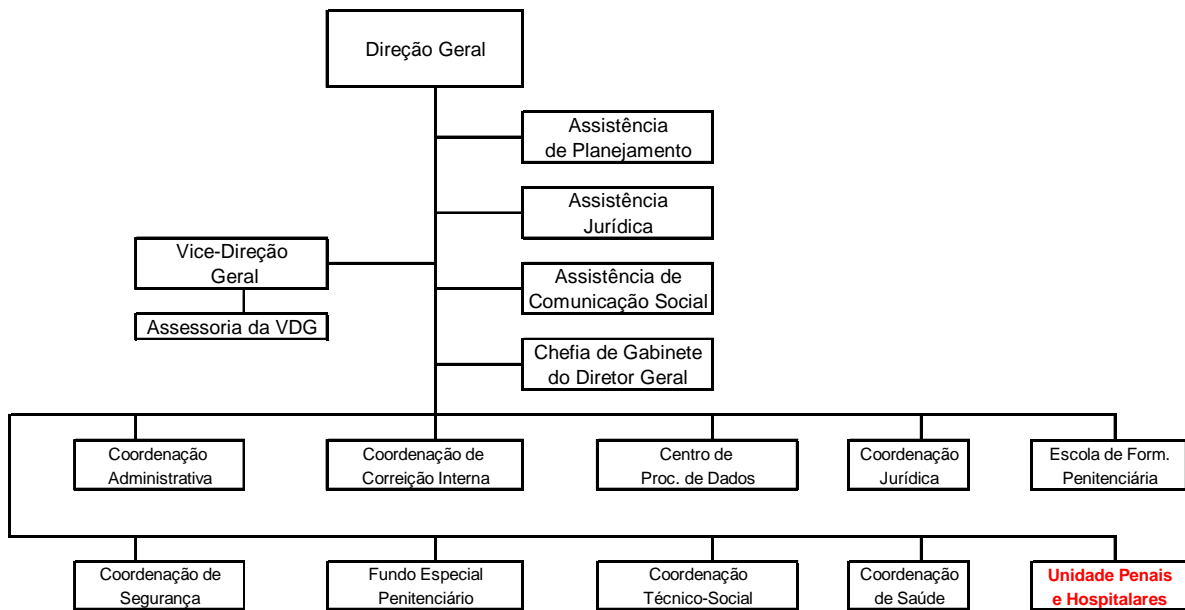 Direção Geral
Assistência
de Planejamento
Assistência
Jurídica
Vice-Direção
Geral
Assistência de
Comunicação Social
Assessoria da VDG
Chefia de Gabinete
do Diretor Geral
Coordenação
Administrativa
Coordenação de
Correição Interna
Centro de
Proc. de Dados
Coordenação
Jurídica
Escola de Form.
Penitenciária
Coordenação de
Segurança
Fundo Especial
Penitenciário
Coordenação
Técnico-Social
Coordenação
de Saúde
Unidade Penais
e Hospitalares